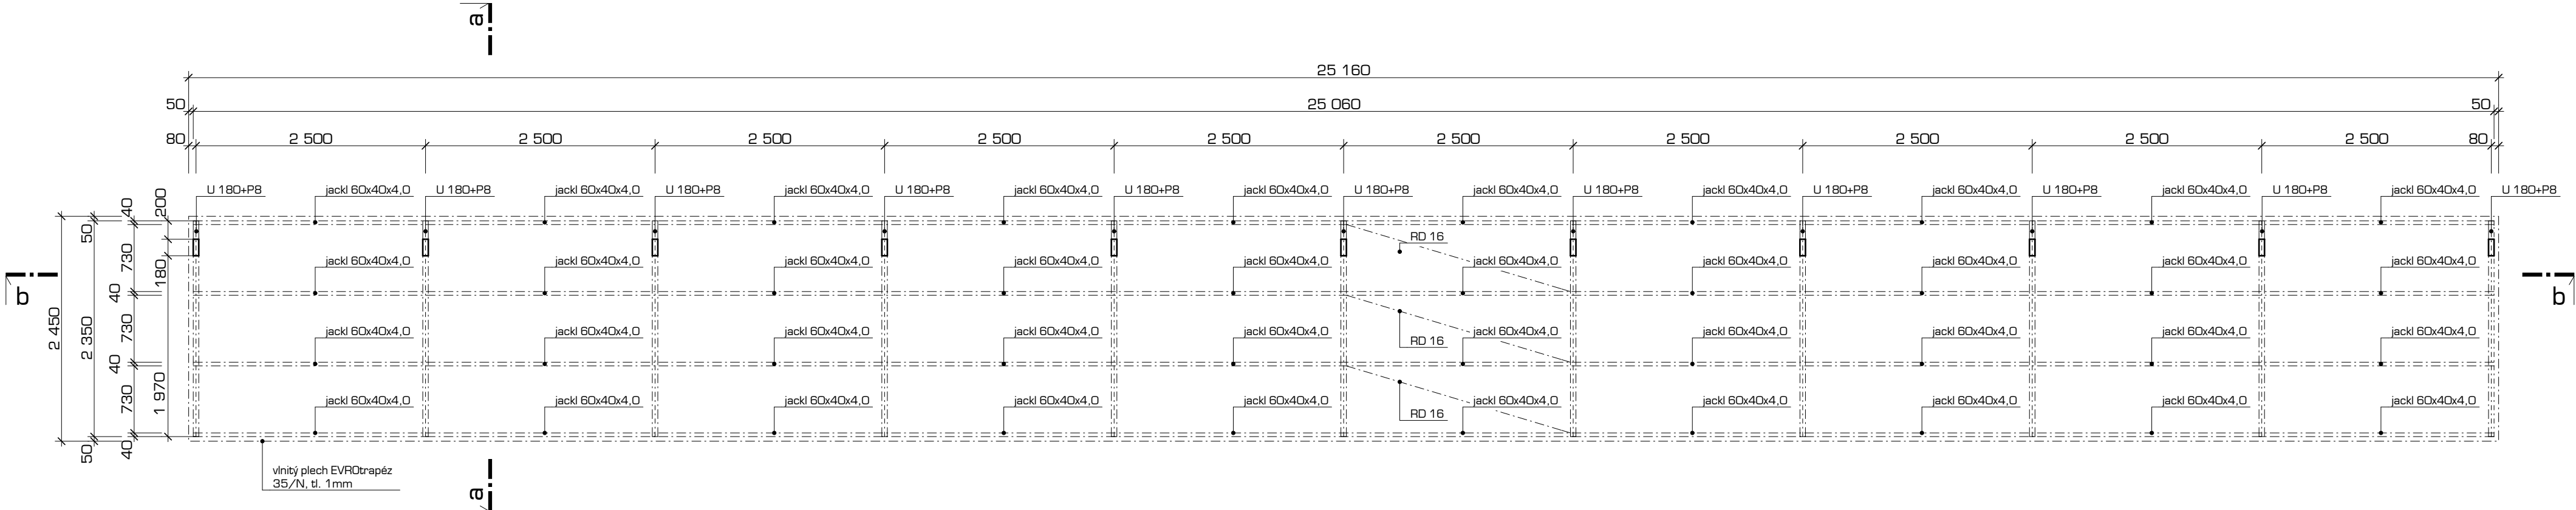 a
25 160
50 25 060 50
80 2 500 2 500 2 500 2 500 2 500 2 500 2 500 2 500 2 500 2 500 80
U 180+P8 jackl 60x40x4,0 U 180+P8 jackl 60x40x4,0 U 180+P8 jackl 60x40x4,0 U 180+P8 jackl 60x40x4,0 U 180+P8 jackl 60x40x4,0 U 180+P8 jackl 60x40x4,0 U 180+P8 jackl 60x40x4,0 U 180+P8 jackl 60x40x4,0 U 180+P8 jackl 60x40x4,0 U 180+P8 jackl 60x40x4,0 U 180+P8
40 200
50
RD 16
730 180
jackl 60x40x4,0 jackl 60x40x4,0 jackl 60x40x4,0 jackl 60x40x4,0 jackl 60x40x4,0 jackl 60x40x4,0 jackl 60x40x4,0 jackl 60x40x4,0 jackl 60x40x4,0 jackl 60x40x4,0
b b
40
2 450 2 350 730
jackl 60x40x4,0 jackl 60x40x4,0 jackl 60x40x4,0 jackl 60x40x4,0 jackl 60x40x4,0 jackl 60x40x4,0 jackl 60x40x4,0 jackl 60x40x4,0 jackl 60x40x4,0 jackl 60x40x4,0
RD 16
40
730 1 970
jackl 60x40x4,0 jackl 60x40x4,0 jackl 60x40x4,0 jackl 60x40x4,0 jackl 60x40x4,0 jackl 60x40x4,0 jackl 60x40x4,0 jackl 60x40x4,0 jackl 60x40x4,0 jackl 60x40x4,0
RD 16
50 40
vlnitý plech EVROtrapéz
35/N, tl. 1mm
a